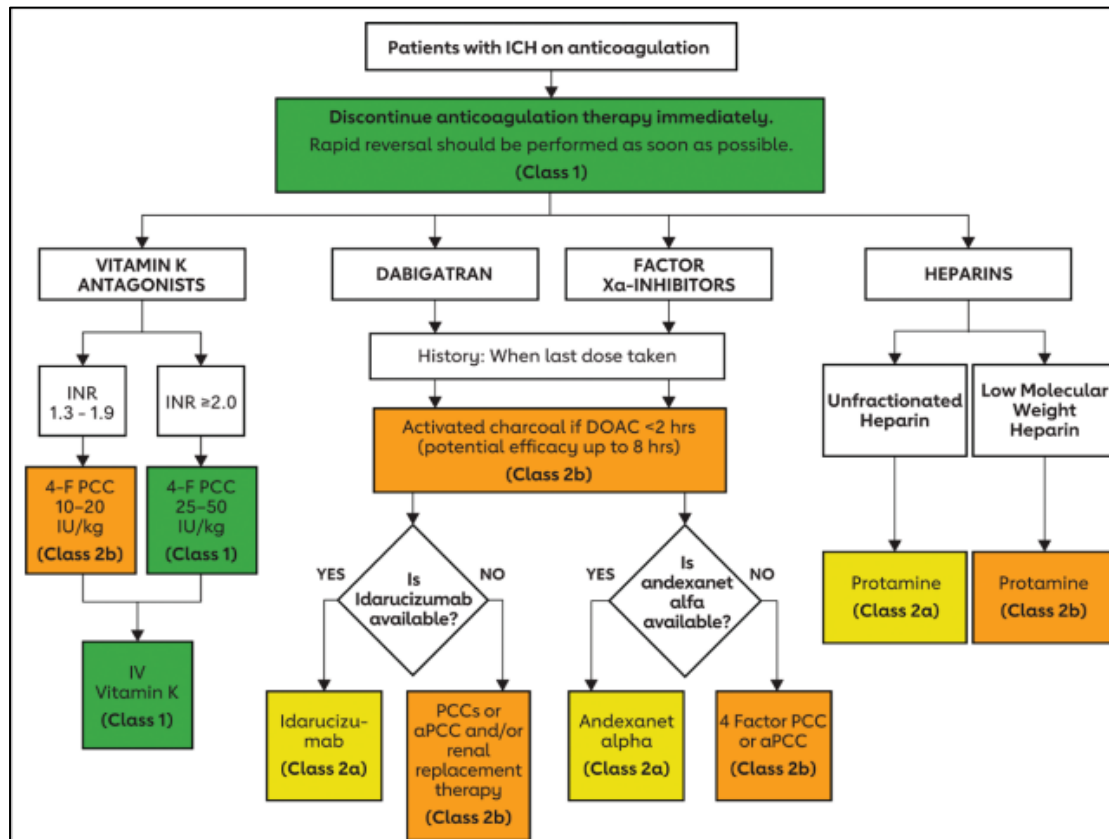 Patients with ICH on anticoagulation
Discontinue anticoagulation therapy immediately.
Rapid reversal should be performed as soon as possible.
(Class 1)
VITAMIN K
ANTAGONISTS
DABIGATRAN
FACTOR
Xa-INHIBITORS
HEPARINS
History: When last dose taken
INR
1.3 - 1.9
INR ≥2.0
Unfractionated
Heparin
Low Molecular
Weight
Heparin
Activated charcoal if DOAC <2 hrs
(potential efficacy up to 8 hrs)
(Class 2b)
4-F PCC
10–20
IU/kg
(Class 2b)
4-F PCC
25–50
IU/kg
(Class 1)
YES
Is
Idarucizumab
available?
NO
YES
Is
andexanet
alfa
available?
NO
Protamine
(Class 2a)
Protamine
(Class 2b)
IV
Vitamin K
(Class 1)
Idarucizu-
mab
(Class 2a)
PCCs or
aPCC and/or
renal
replacement
therapy
(Class 2b)
Andexanet
alpha
(Class 2a)
4 Factor PCC
or aPCC
(Class 2b)